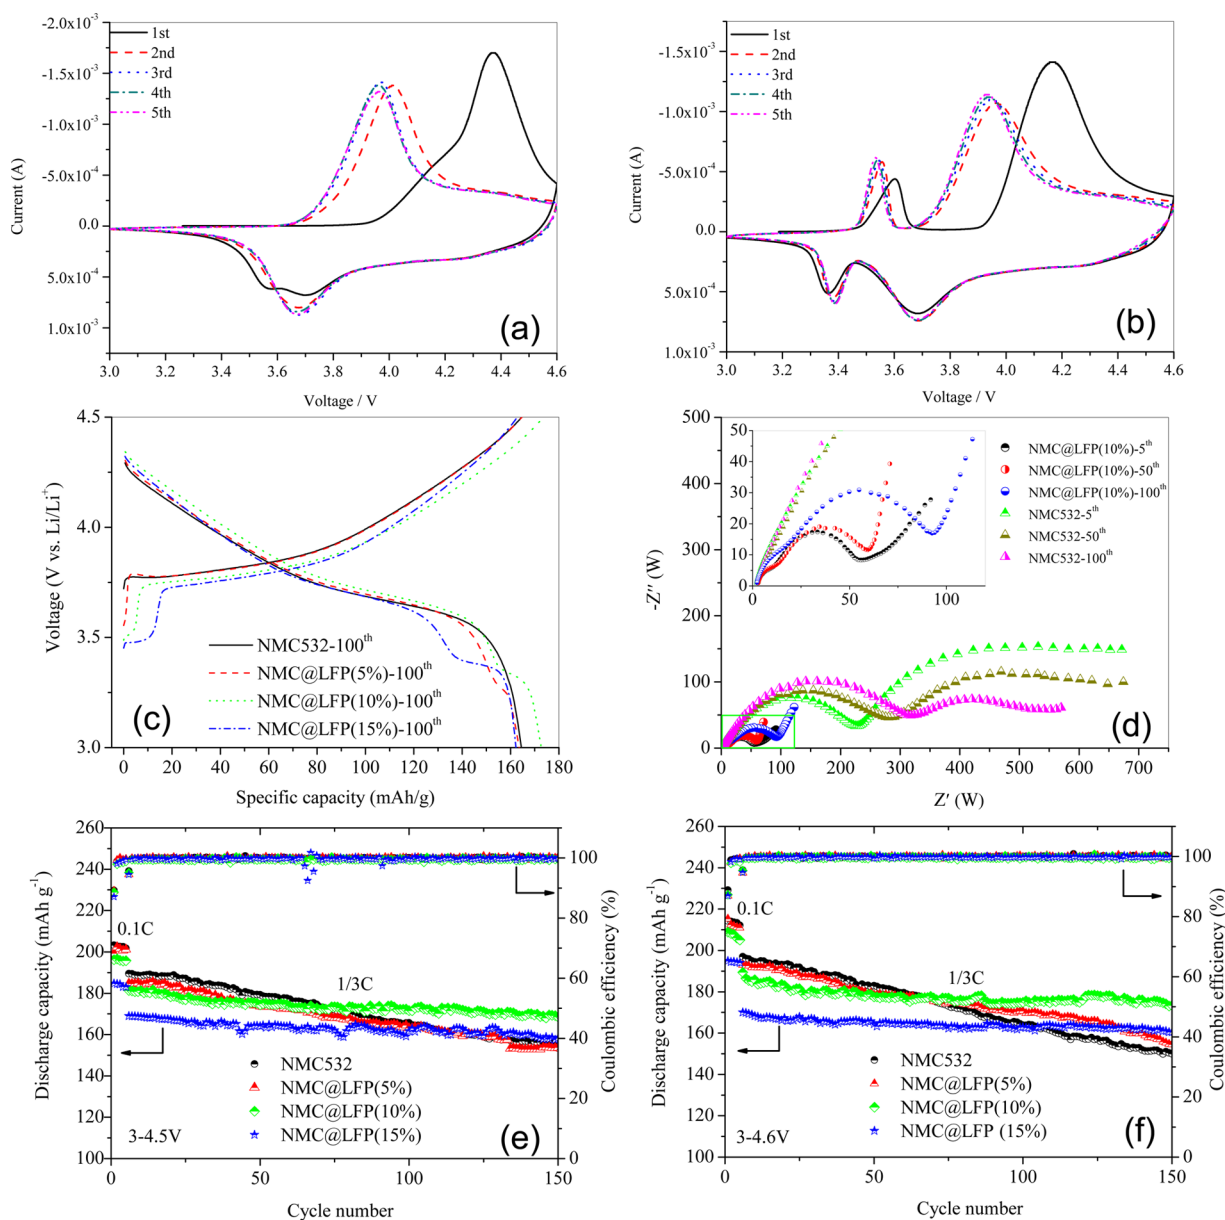 -2.0x10⁻³
-1.5x10⁻³
-1.0x10⁻³
-5.0x10⁻⁴
0.0
5.0x10⁻⁴
1.0x10⁻³
Current (A)
1st
2nd
3rd
4th
5th
(a)
3.0 3.2 3.4 3.6 3.8 4.0 4.2 4.4 4.6
Voltage / V
-1.5x10⁻³
-1.0x10⁻³
-5.0x10⁻⁴
0.0
5.0x10⁻⁴
1.0x10⁻³
Current (A)
1st
2nd
3rd
4th
5th
(b)
3.0 3.2 3.4 3.6 3.8 4.0 4.2 4.4 4.6
Voltage / V
4.5
4.0
3.5
3.0
Voltage (V vs. Li/Li⁺)
NMC532-100ᵗʰ
NMC@LFP(5%)-100ᵗʰ
NMC@LFP(10%)-100ᵗʰ
NMC@LFP(15%)-100ᵗʰ
(c)
0 20 40 60 80 100 120 140 160 180
Specific capacity (mAh/g)
500
450
400
350
300
250
200
150
100
50
0
-Z'' (W)
50
40
30
20
10
0
0 50 100
NMC@LFP(10%)-5ᵗʰ
NMC@LFP(10%)-50ᵗʰ
NMC@LFP(10%)-100ᵗʰ
NMC532-5ᵗʰ
NMC532-50ᵗʰ
NMC532-100ᵗʰ
(d)
0 100 200 300 400 500 600 700
Z' (W)
260
240
220
200
180
160
140
120
100
Discharge capacity (mAh g⁻¹)
0.1C
1/3C
NMC532
NMC@LFP(5%)
NMC@LFP(10%)
NMC@LFP(15%)
3-4.5V
(e)
100
80
60
40
20
0
Coulombic efficiency (%)
0 50 100 150
Cycle number
260
240
220
200
180
160
140
120
100
Discharge capacity (mAh g⁻¹)
0.1C
1/3C
NMC532
NMC@LFP(5%)
NMC@LFP(10%)
NMC@LFP (15%)
3-4.6V
(f)
100
80
60
40
20
0
Coulombic efficiency (%)
0 50 100 150
Cycle number